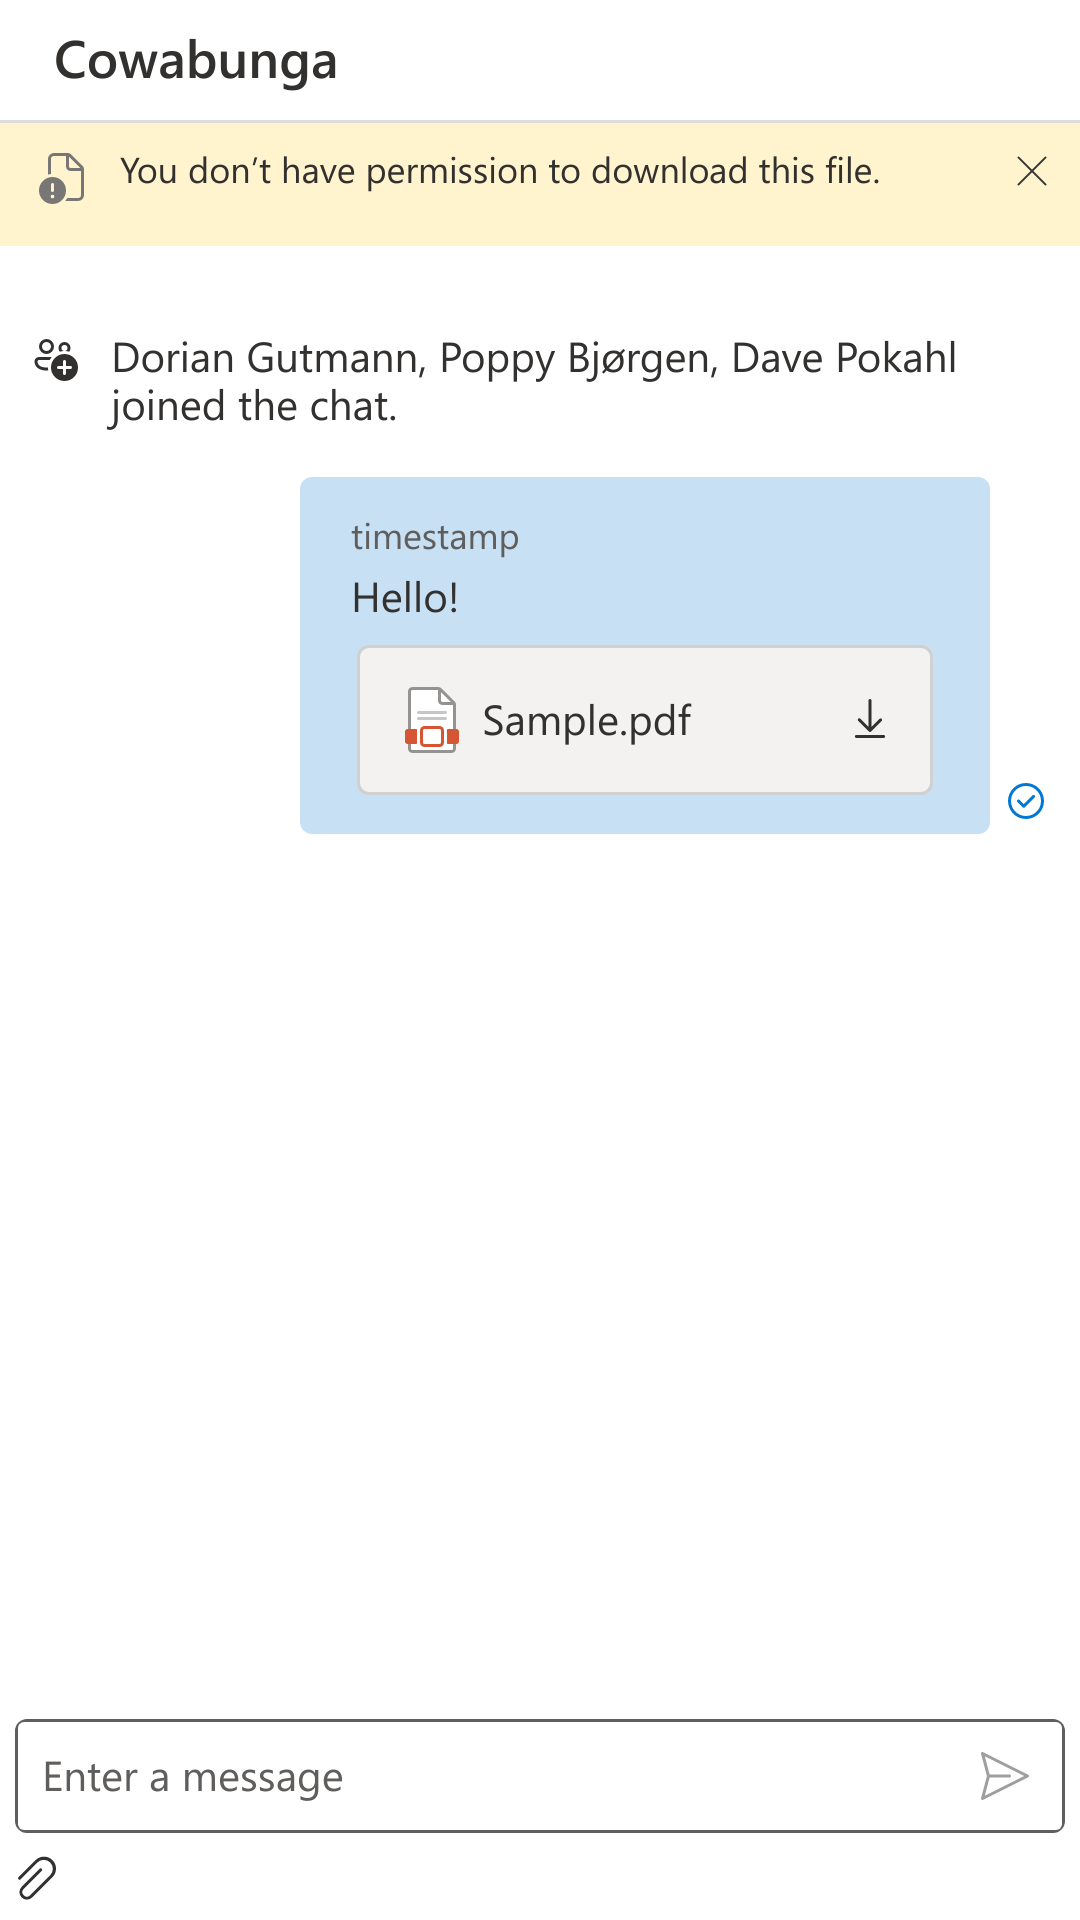 Cowabunga
You don’t have permission to download this file.
Dorian Gutmann, Poppy Bjørgen, Dave Pokahl
joined the chat.
timestamp
Hello!
Sample.pdf
Enter a message